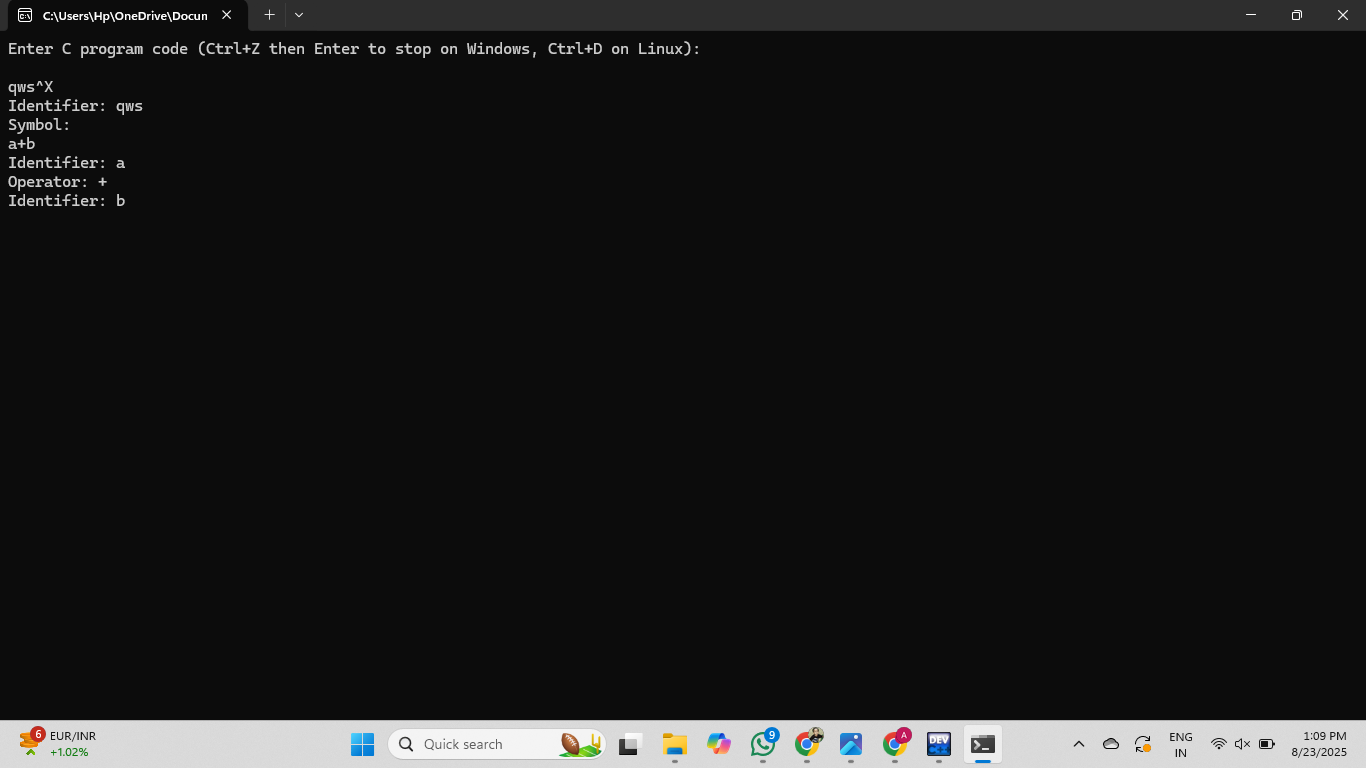 C:\Users\Hp\OneDrive\Docun
Enter C program code (Ctrl+Z then Enter to stop on Windows, Ctrl+D on Linux):
qws^X
Identifier: qws
Symbol:
a+b
Identifier: a
Operator: +
Identifier: b
6
EUR/INR
+1.02%
Quick search
9
A
DEV
ENG
IN
1:09 PM
8/23/2025